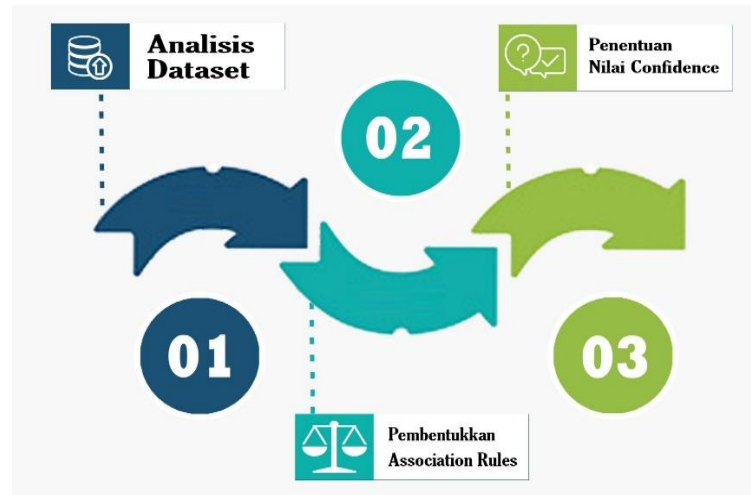 Analisis
Dataset
Penentuan
Nilai Confidence
02
01
03
Pembentukkan
Association Rules